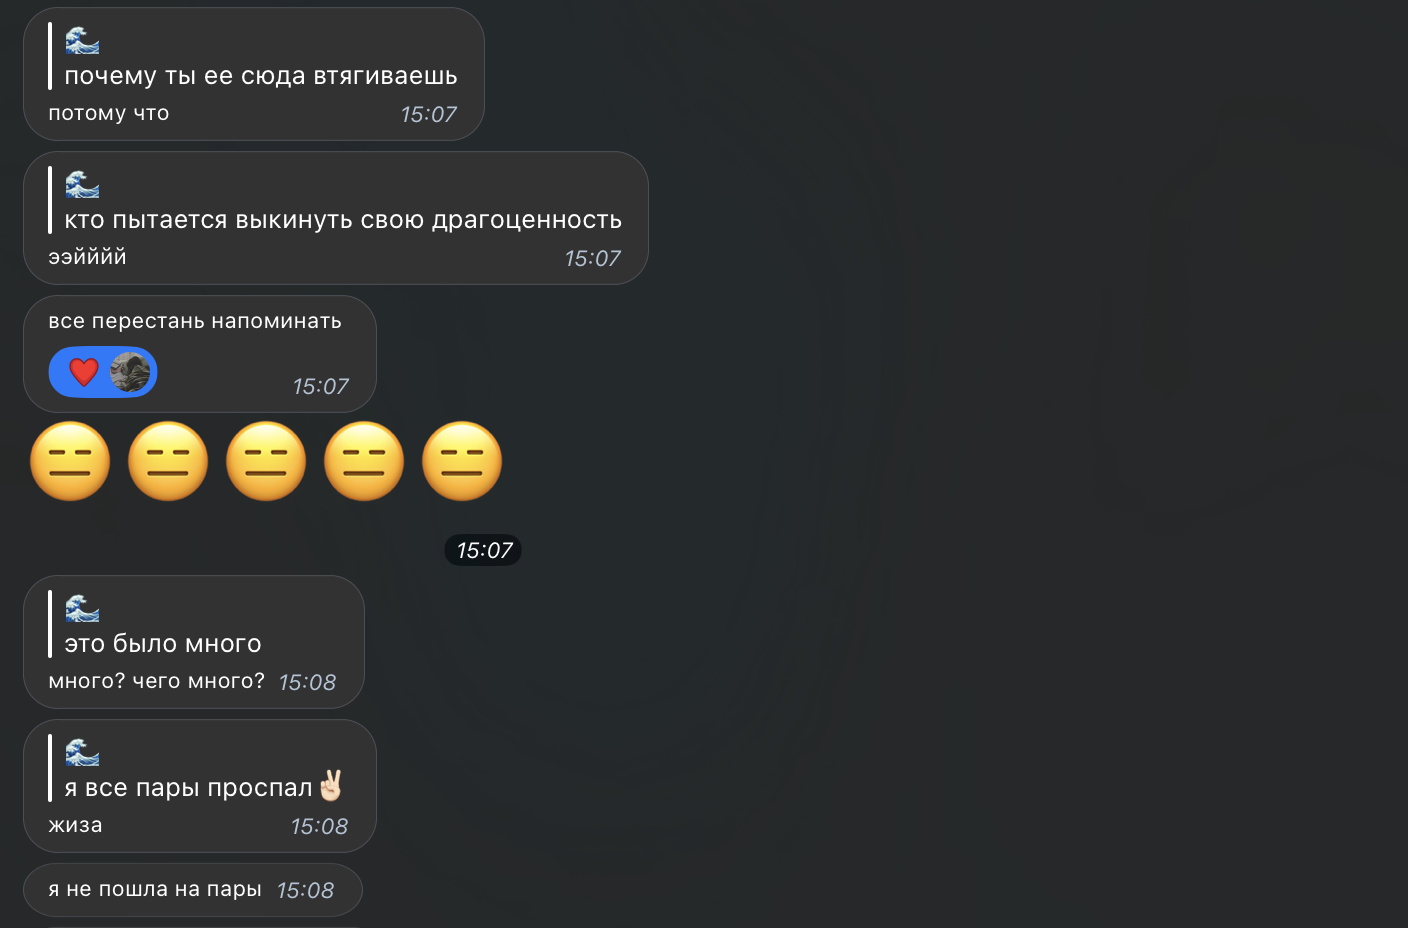 🌊
почему ты ее сюда втягиваешь
потому что 15:07
🌊
кто пытается выкинуть свою драгоценность
ээйййй 15:07
все перестань напоминать
❤️ 15:07
😑😑😑😑😑
15:07
🌊
это было много
много? чего много? 15:08
🌊
я все пары проспал✌🏻
жиза 15:08
я не пошла на пары 15:08